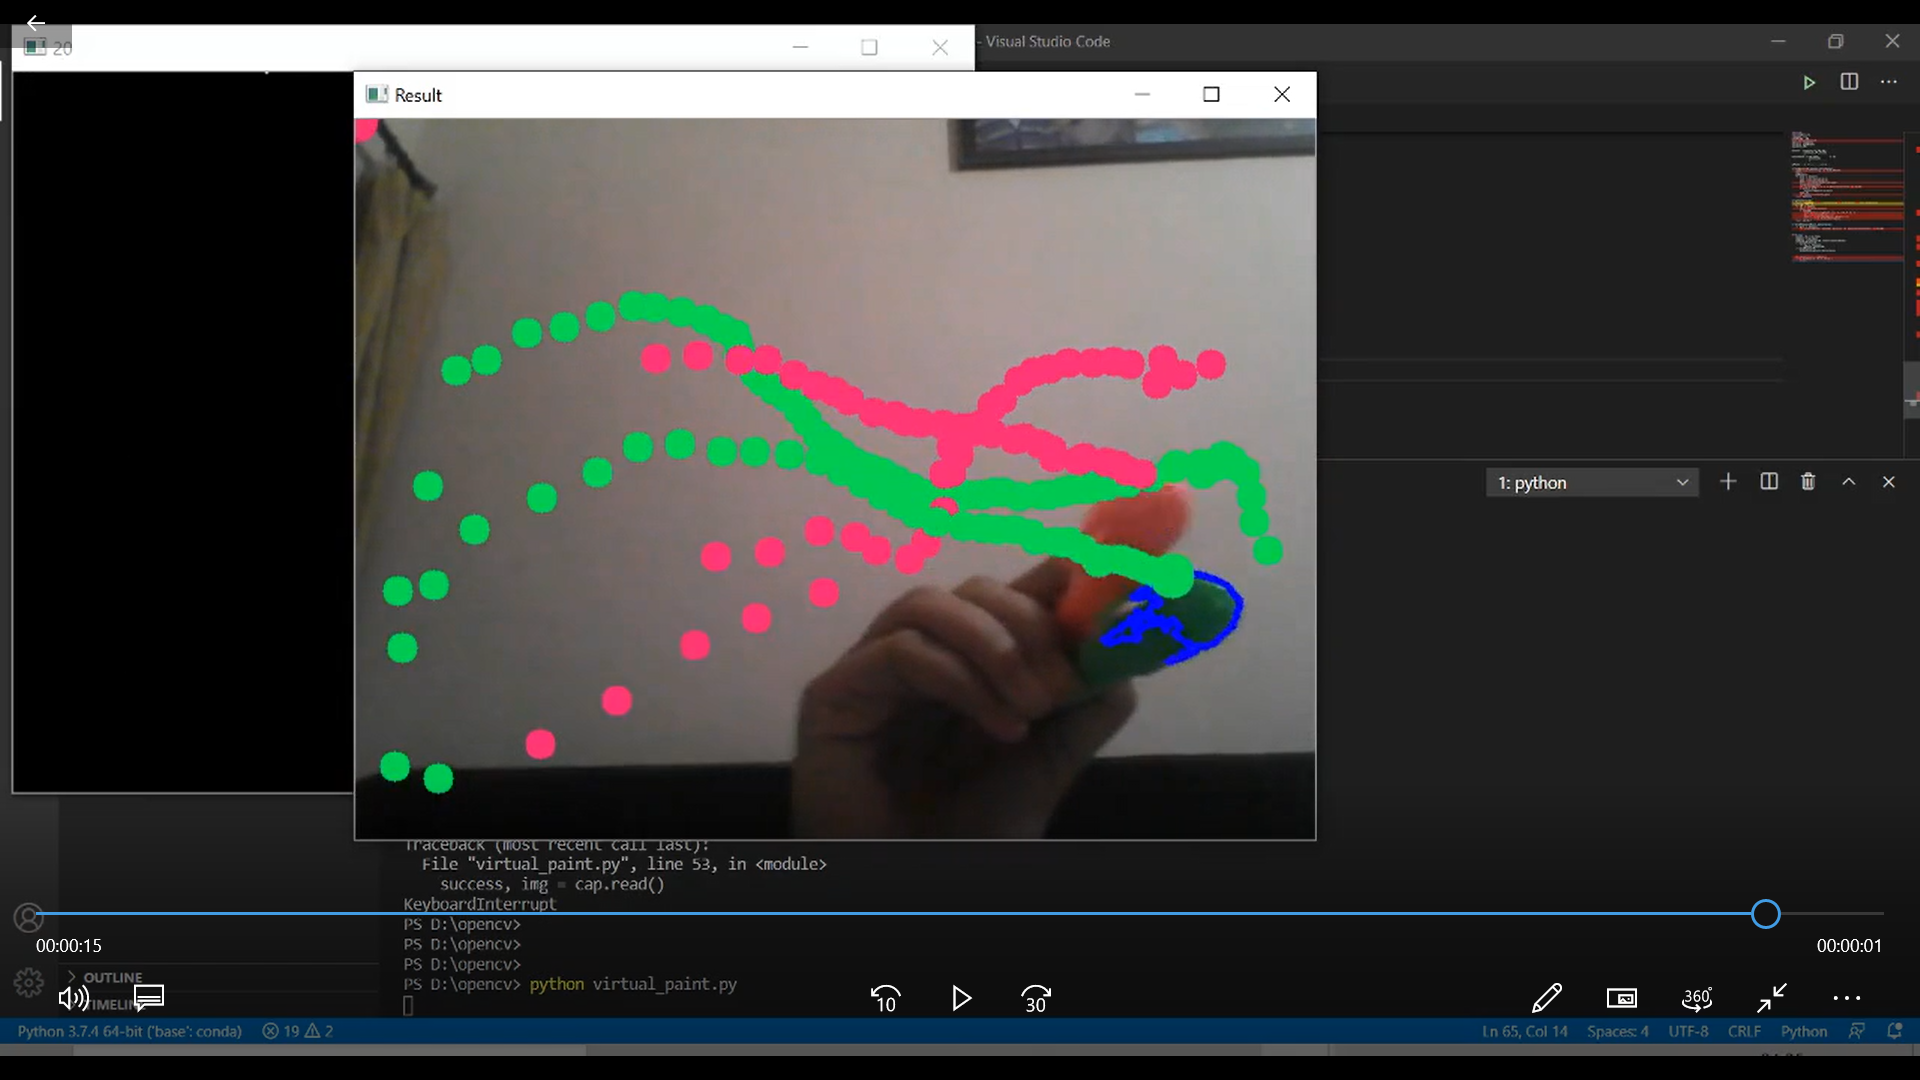 20
- Visual Studio Code
Result
1: python
Traceback (most recent call last):
File "virtual_paint.py", line 53, in <module>
success, img = cap.read()
KeyboardInterrupt
PS D:\opencv>
00:00:15
00:00:01
PS D:\opencv>
PS D:\opencv>
OUTLINE
PS D:\opencv> python virtual_paint.py
TIMELINE
10
30
360°
Python 3.7.4 64-bit ('base': conda)
19
2
Ln 65, Col 14
Spaces: 4
UTF-8
CRLF
Python